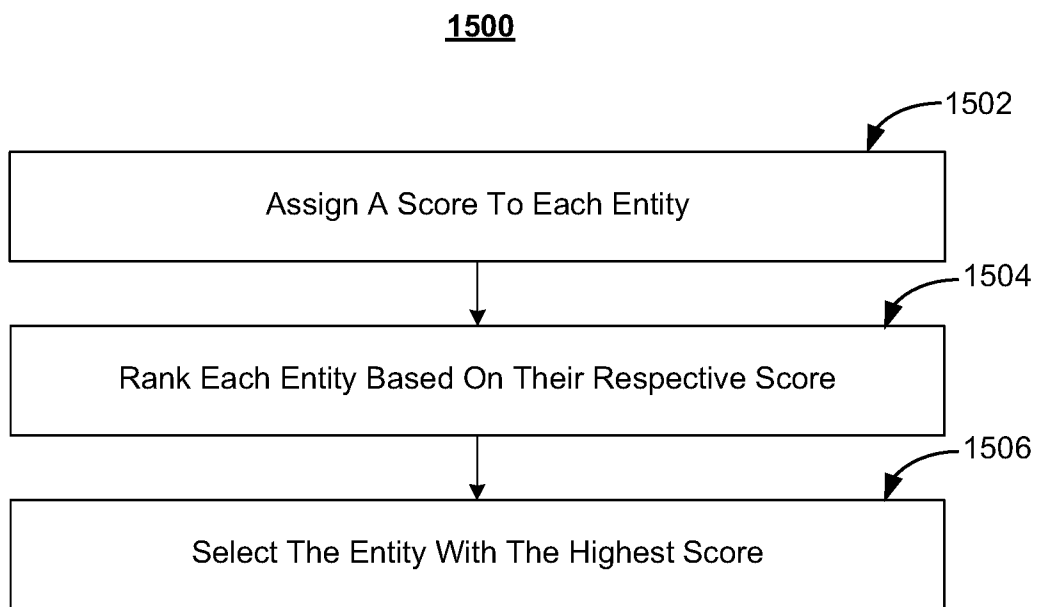 1500
1502
Assign A Score To Each Entity
1504
Rank Each Entity Based On Their Respective Score
1506
Select The Entity With The Highest Score